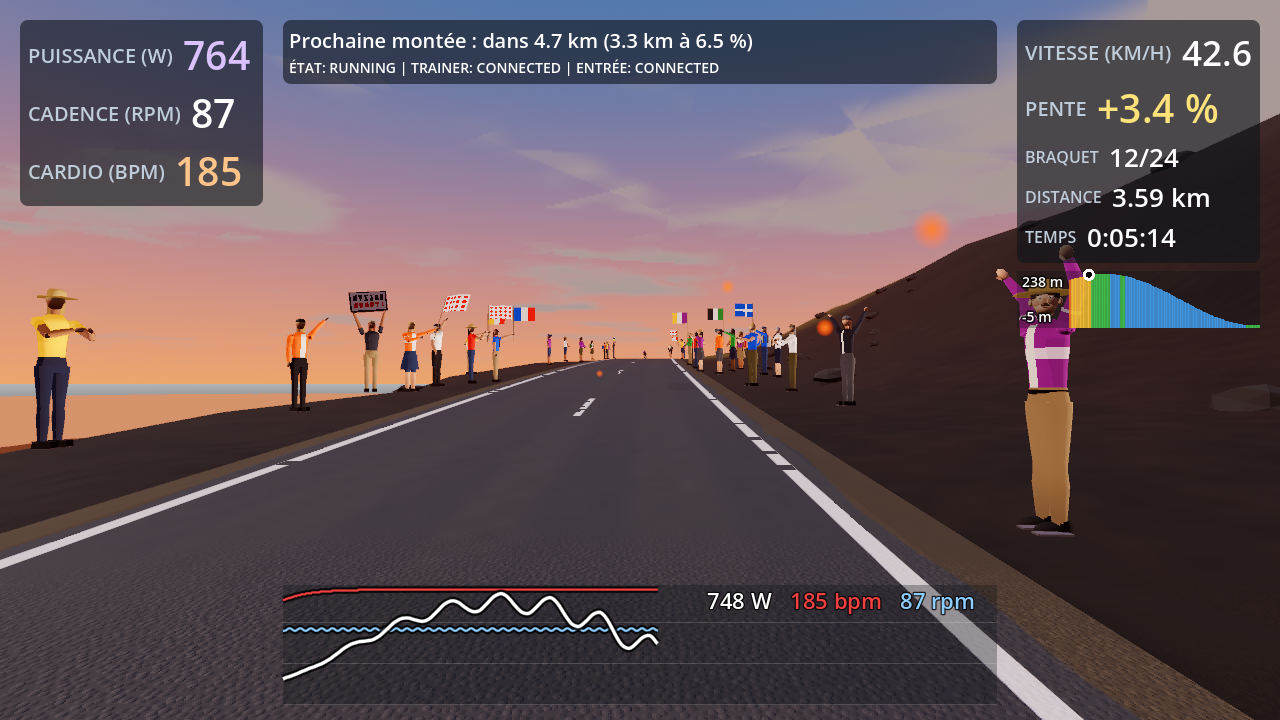 PUISSANCE (W) 764
CADENCE (RPM) 87
CARDIO (BPM) 185
Prochaine montée : dans 4.7 km (3.3 km à 6.5 %)
ÉTAT: RUNNING | TRAINER: CONNECTED | ENTRÉE: CONNECTED
VITESSE (KM/H) 42.6
PENTE +3.4 %
BRAQUET 12/24
DISTANCE 3.59 km
TEMPS 0:05:14
238 m
-5 m
748 W 185 bpm 87 rpm